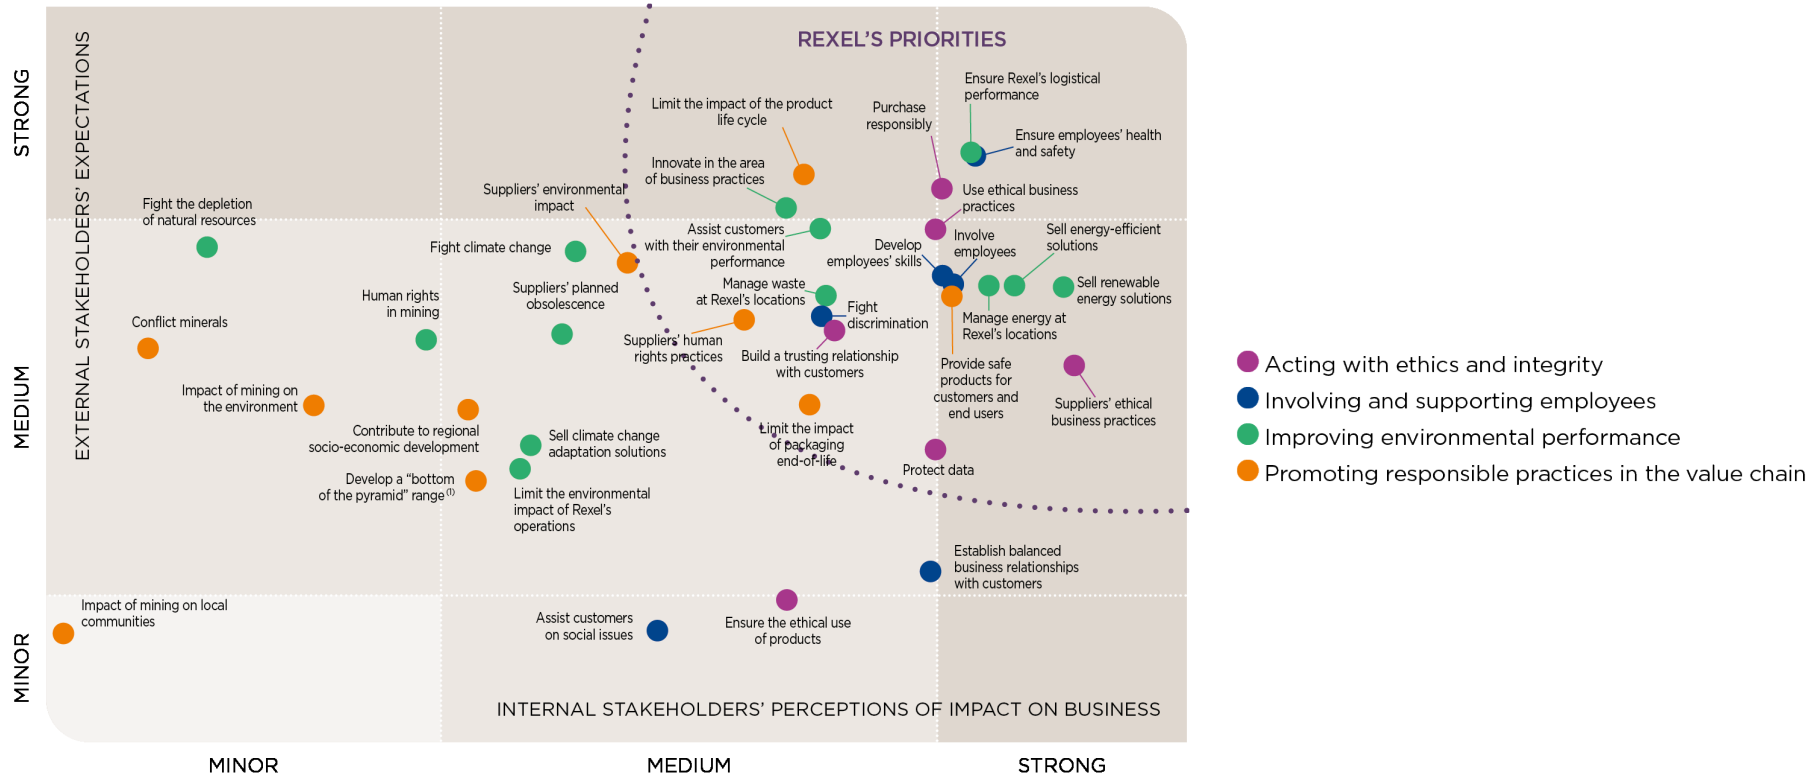 REXEL’S PRIORITIES
STRONG
MEDIUM
MINOR
EXTERNAL STAKEHOLDERS’ EXPECTATIONS
Ensure Rexel’s logistical
performance
Limit the impact of the product
life cycle
Purchase
responsibly
Ensure employees’ health
and safety
Innovate in the area
of business practices
Suppliers’ environmental
impact
Use ethical business
practices
Fight the depletion
of natural resources
Fight climate change
Assist customers
with their environmental
performance
Develop
employees’ skills
Involve
employees
Sell energy-efficient
solutions
Suppliers’ planned
obsolescence
Manage waste
at Rexel’s locations
Sell renewable
energy solutions
Human rights
in mining
Fight
discrimination
Manage energy at
Rexel’s locations
Conflict minerals
Suppliers’ human
rights practices
Build a trusting relationship
with customers
Provide safe
products for
customers and
end users
Impact of mining on
the environment
Suppliers’ ethical
business practices
Contribute to regional
socio-economic development
Sell climate change
adaptation solutions
Limit the impact
of packaging
end-of-life
Protect data
Develop a “bottom
of the pyramid” range (1)
Limit the environmental
impact of Rexel’s
operations
Establish balanced
business relationships
with customers
Impact of mining on local
communities
Assist customers
on social issues
Ensure the ethical use
of products
INTERNAL STAKEHOLDERS’ PERCEPTIONS OF IMPACT ON BUSINESS
MINOR
MEDIUM
STRONG
Acting with ethics and integrity
Involving and supporting employees
Improving environmental performance
Promoting responsible practices in the value chain